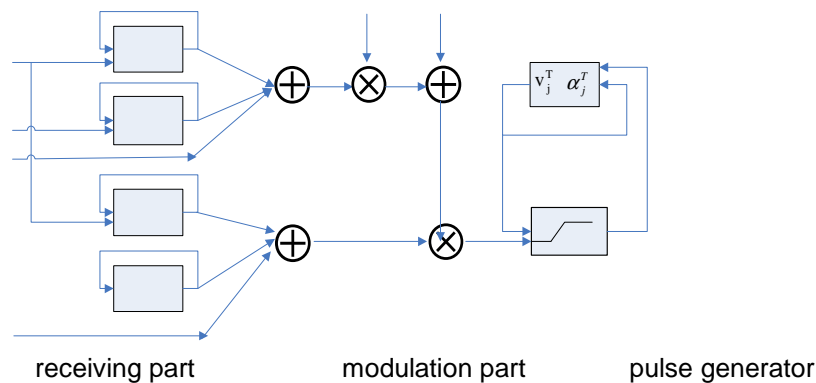 v_j^T α_j^T
receiving part modulation part pulse generator